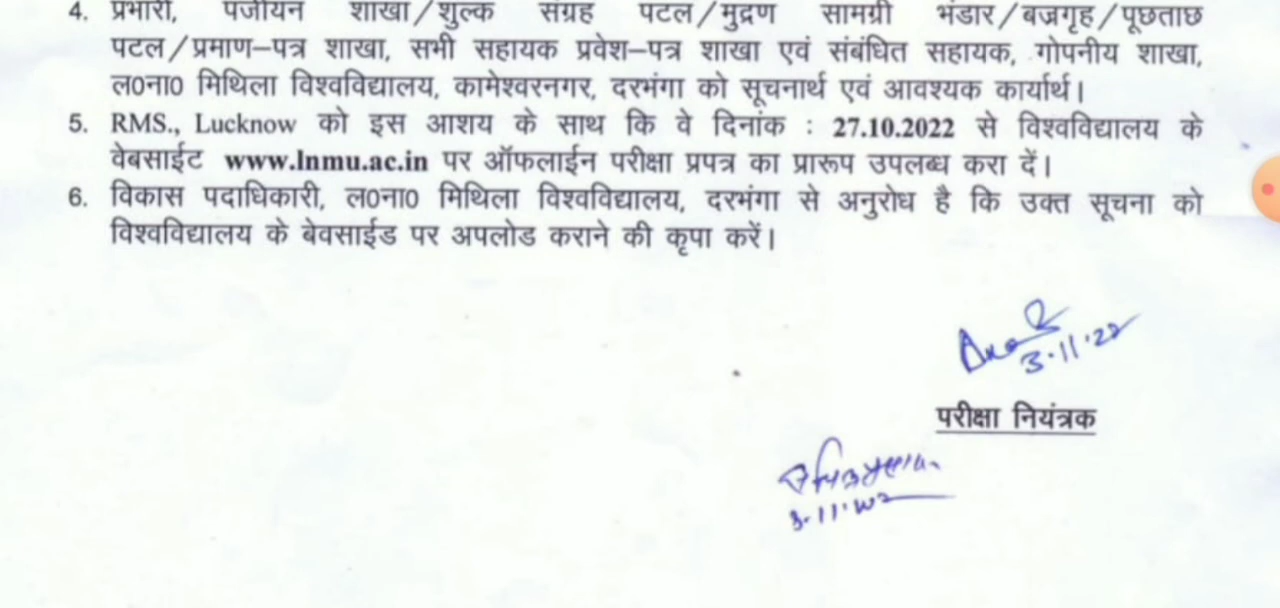 4. प्रभारी, पंजीयन शाखा/शुल्क संग्रह पटल/मुद्रण सामग्री भंडार/बज्रगृह/पूछताछ
पटल/प्रमाण–पत्र शाखा, सभी सहायक प्रवेश–पत्र शाखा एवं संबंधित सहायक, गोपनीय शाखा,
ल0ना0 मिथिला विश्वविद्यालय, कामेश्वरनगर, दरभंगा को सूचनार्थ एवं आवश्यक कार्यार्थ।
5. RMS., Lucknow को इस आशय के साथ कि वे दिनांक : 27.10.2022 से विश्वविद्यालय के
वेबसाईट www.lnmu.ac.in पर ऑफलाईन परीक्षा प्रपत्र का प्रारूप उपलब्ध करा दें।
6. विकास पदाधिकारी, ल0ना0 मिथिला विश्वविद्यालय, दरभंगा से अनुरोध है कि उक्त सूचना को
विश्वविद्यालय के बेवसाईड पर अपलोड कराने की कृपा करें।
3.11.22
परीक्षा नियंत्रक